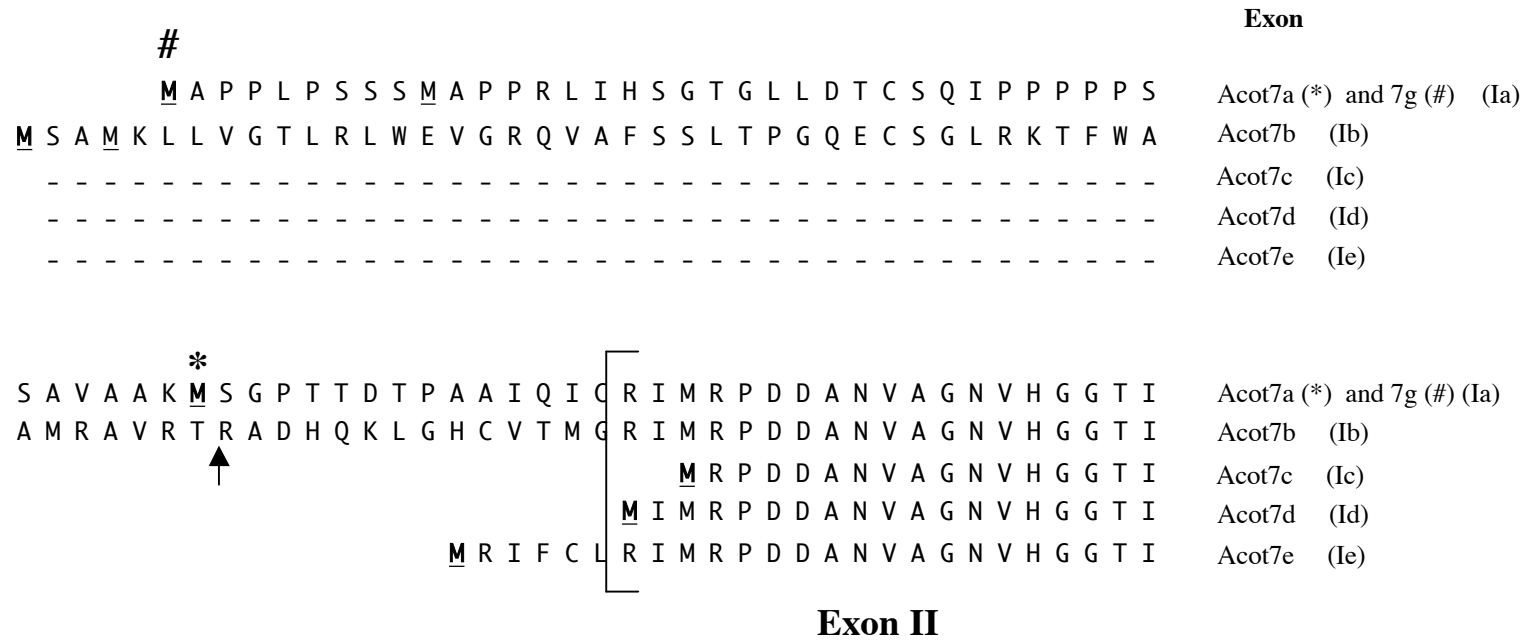 Exon
#
M A P P L P S S S M A P P R L I H S G T G L L D T C S Q I P P P P P S Acot7a (*) and 7g (#) (Ia)
M S A M K L L V G T L R L W E V G R Q V A F S S L T P G Q E C S G L R K T F W A Acot7b (Ib)
- - - - - - - - - - - - - - - - - - - - - - - - - - - - - - - - - - - - - - - Acot7c (Ic)
- - - - - - - - - - - - - - - - - - - - - - - - - - - - - - - - - - - - - - - Acot7d (Id)
- - - - - - - - - - - - - - - - - - - - - - - - - - - - - - - - - - - - - - - Acot7e (Ie)
*
S A V A A K M S G P T T D T P A A I Q I C R I M R P D D A N V A G N V H G G T I Acot7a (*) and 7g (#) (Ia)
A M R A V R T R A D H Q K L G H C V T M G R I M R P D D A N V A G N V H G G T I Acot7b (Ib)
M R P D D A N V A G N V H G G T I Acot7c (Ic)
M I M R P D D A N V A G N V H G G T I Acot7d (Id)
M R I F C L R I M R P D D A N V A G N V H G G T I Acot7e (Ie)
Exon II